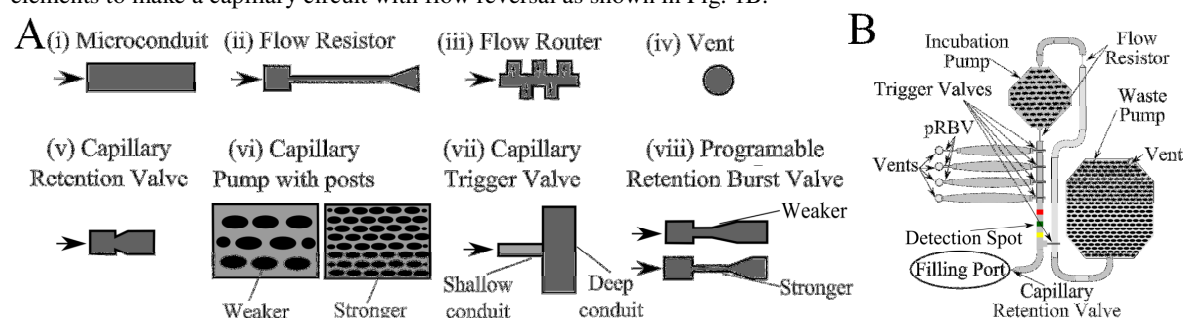 elements to make a capillary circuit with flow reversal as shown in Fig. 1B.
A
(i) Microconduit
(ii) Flow Resistor
(iii) Flow Router
(iv) Vent
(v) Capillary
Retention Valve
(vi) Capillary
Pump with posts
(vii) Capillary
Trigger Valve
(viii) Programable
Retention Burst Valve
Weaker
Stronger
Shallow
conduit
Deep
conduit
Weaker
Stronger
B
Incubation
Pump
Flow
Resistor
Trigger Valves
Waste
Pump
pRBV
Vents
Vent
Detection Spot
Filling Port
Capillary
Retention Valve